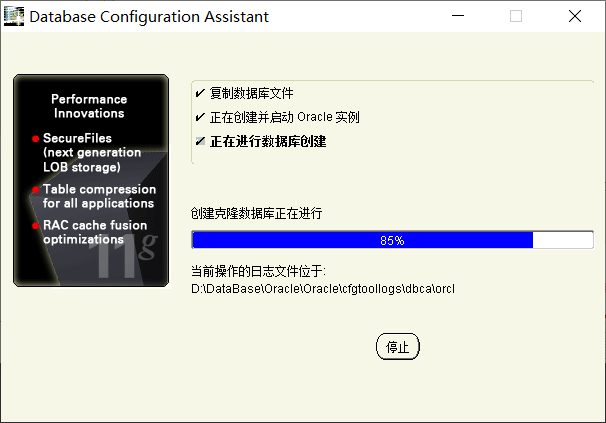 Database Configuration Assistant
Performance
Innovations
SecureFiles
(next generation
LOB storage)
Table compression
for all applications
RAC cache fusion
optimizations
11g
复制数据库文件
正在创建并启动 Oracle 实例
正在进行数据库创建
创建克隆数据库正在进行
85%
当前操作的日志文件位于:
D:\DataBase\Oracle\Oracle\cfgtoollogs\dbca\orcl
停止